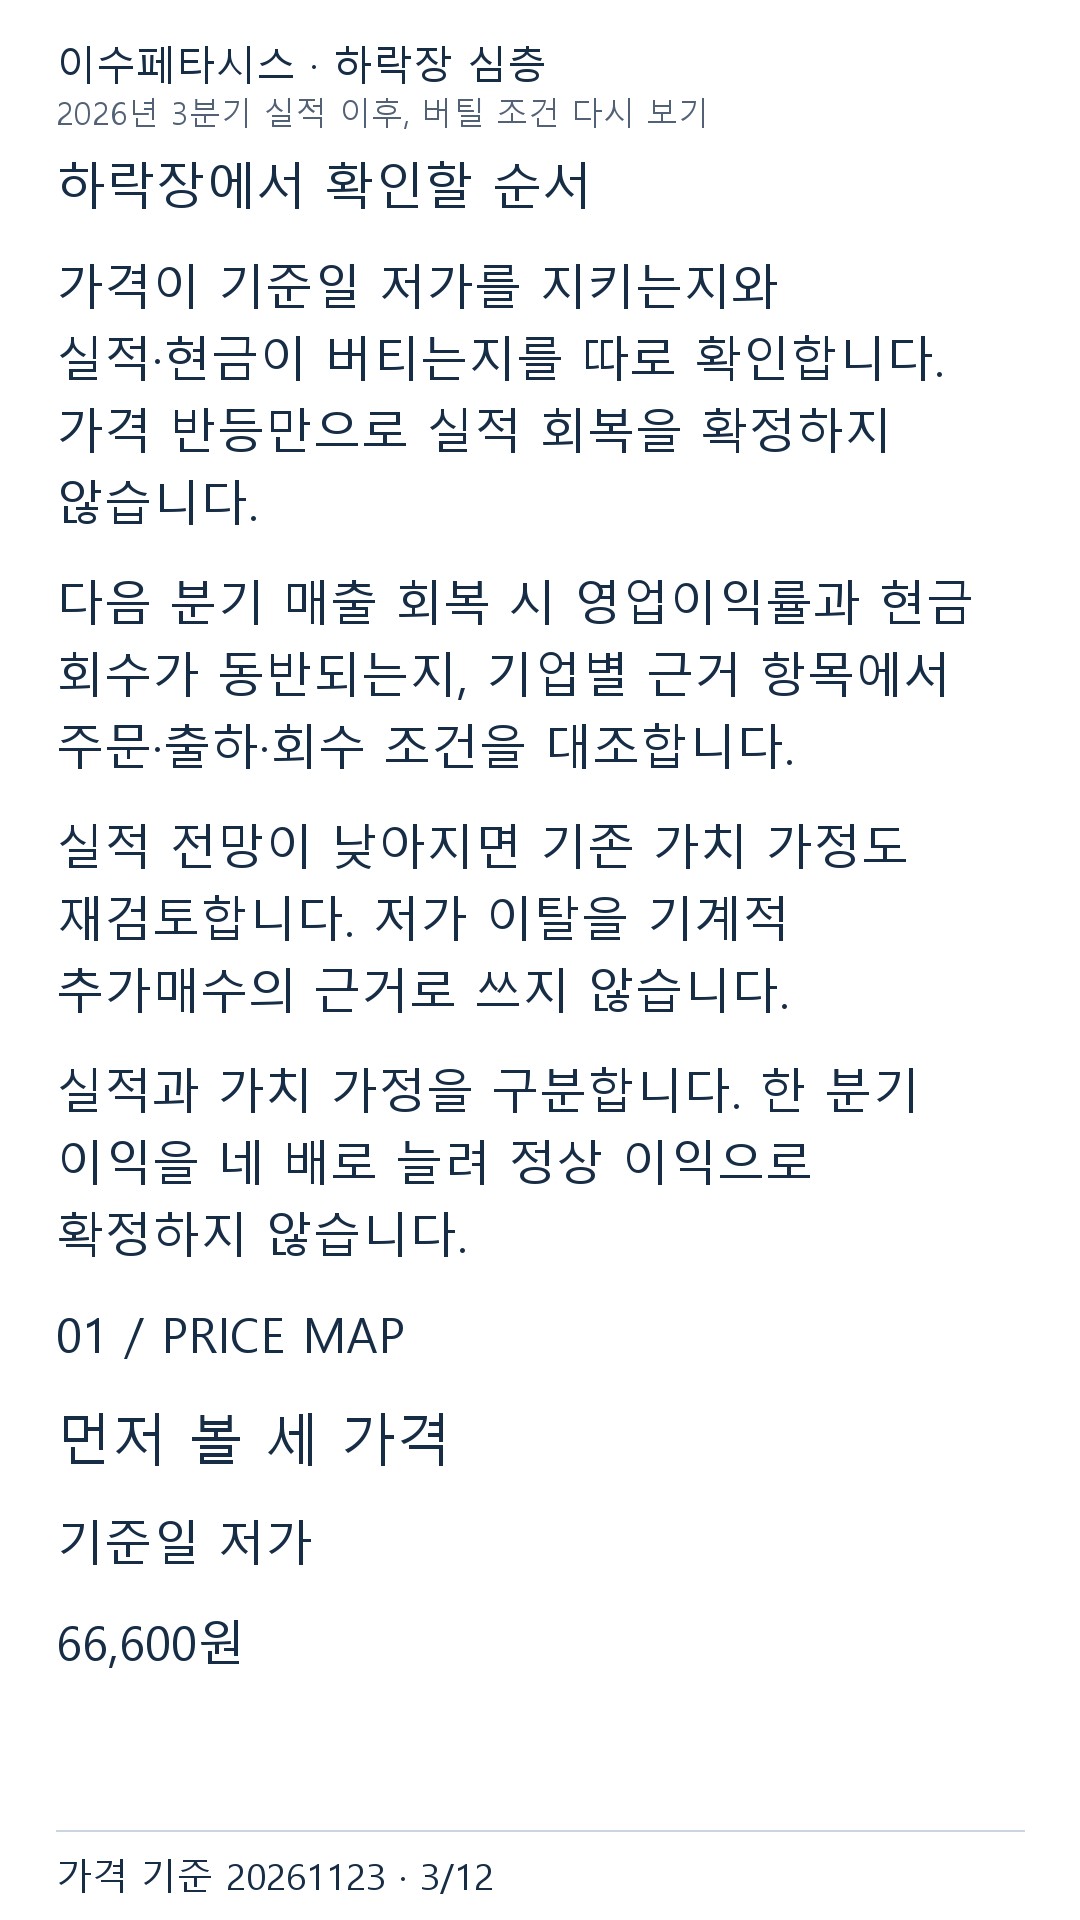 이수페타시스 · 하락장 심층
2026년 3분기 실적 이후, 버틸 조건 다시 보기
하락장에서 확인할 순서
가격이 기준일 저가를 지키는지와
실적·현금이 버티는지를 따로 확인합니다.
가격 반등만으로 실적 회복을 확정하지
않습니다.
다음 분기 매출 회복 시 영업이익률과 현금
회수가 동반되는지, 기업별 근거 항목에서
주문·출하·회수 조건을 대조합니다.
실적 전망이 낮아지면 기존 가치 가정도
재검토합니다. 저가 이탈을 기계적
추가매수의 근거로 쓰지 않습니다.
실적과 가치 가정을 구분합니다. 한 분기
이익을 네 배로 늘려 정상 이익으로
확정하지 않습니다.
01 / PRICE MAP
먼저 볼 세 가격
기준일 저가
66,600원
가격 기준 20261123 · 3/12